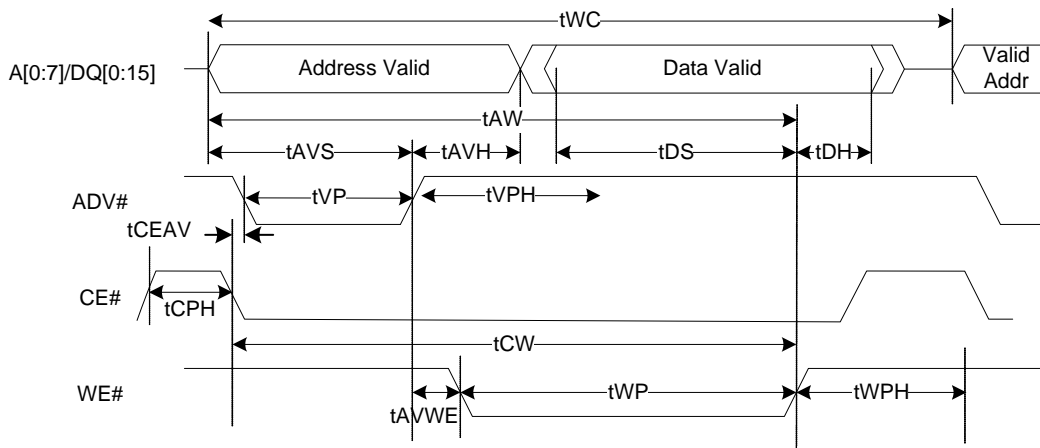 tWC
A[0:7]/DQ[0:15]
Address Valid
Data Valid
Valid
Addr
tAW
tAVS
tAVH
tDS
tDH
ADV#
tVP
tVPH
tCEAV
CE#
tCPH
tCW
WE#
tAVWE
tWP
tWPH